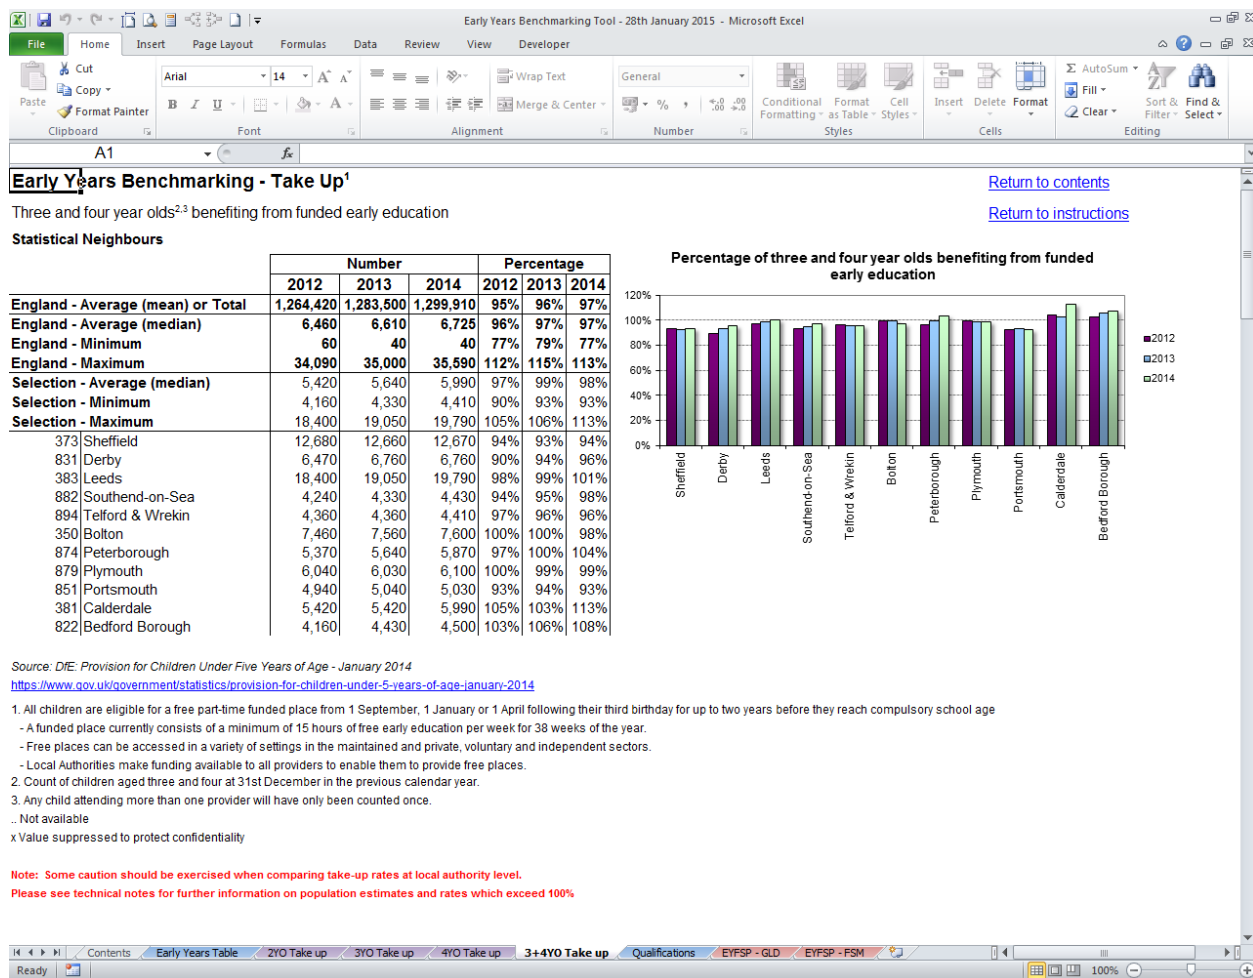 Early Years Benchmarking Tool - 28th January 2015 - Microsoft Excel
File Home Insert Page Layout Formulas Data Review View Developer
Paste Cut Copy Format Painter
Arial 14 B I U
Wrap Text Merge & Center
General % , .00
Conditional Formatting Format as Table Cell Styles
Insert Delete Format
Σ AutoSum Fill Clear
Sort & Filter Find & Select
Clipboard Font Alignment Number Styles Cells Editing
A1 fx
Early Years Benchmarking - Take Up1
Return to contents
Three and four year olds2,3 benefiting from funded early education
Return to instructions
Statistical Neighbours
Number Percentage
2012 2013 2014 2012 2013 2014
England - Average (mean) or Total 1,264,420 1,283,500 1,299,910 95% 96% 97%
England - Average (median) 6,460 6,610 6,725 96% 97% 97%
England - Minimum 60 40 40 77% 79% 77%
England - Maximum 34,090 35,000 35,590 112% 115% 113%
Selection - Average (median) 5,420 5,640 5,990 97% 99% 98%
Selection - Minimum 4,160 4,330 4,410 90% 93% 93%
Selection - Maximum 18,400 19,050 19,790 105% 106% 113%
373 Sheffield 12,680 12,660 12,670 94% 93% 94%
831 Derby 6,470 6,760 6,760 90% 94% 96%
383 Leeds 18,400 19,050 19,790 98% 99% 101%
882 Southend-on-Sea 4,240 4,330 4,430 94% 95% 98%
894 Telford & Wrekin 4,360 4,360 4,410 97% 96% 96%
350 Bolton 7,460 7,560 7,600 100% 100% 98%
874 Peterborough 5,370 5,640 5,870 97% 100% 104%
879 Plymouth 6,040 6,030 6,100 100% 99% 99%
851 Portsmouth 4,940 5,040 5,030 93% 94% 93%
381 Calderdale 5,420 5,420 5,990 105% 103% 113%
822 Bedford Borough 4,160 4,430 4,500 103% 106% 108%
Percentage of three and four year olds benefiting from funded
early education
120%
100%
80%
60%
40%
20%
0%
Sheffield
Derby
Leeds
Southend-on-Sea
Telford & Wrekin
Bolton
Peterborough
Plymouth
Portsmouth
Calderdale
Bedford Borough
2012
2013
2014
Source: DfE: Provision for Children Under Five Years of Age - January 2014
https://www.gov.uk/government/statistics/provision-for-children-under-5-years-of-age-january-2014
1. All children are eligible for a free part-time funded place from 1 September, 1 January or 1 April following their third birthday for up to two years before they reach compulsory school age
- A funded place currently consists of a minimum of 15 hours of free early education per week for 38 weeks of the year.
- Free places can be accessed in a variety of settings in the maintained and private, voluntary and independent sectors.
- Local Authorities make funding available to all providers to enable them to provide free places.
2. Count of children aged three and four at 31st December in the previous calendar year.
3. Any child attending more than one provider will have only been counted once.
.. Not available
x Value suppressed to protect confidentiality
Note: Some caution should be exercised when comparing take-up rates at local authority level.
Please see technical notes for further information on population estimates and rates which exceed 100%
Contents Early Years Table 2YO Take up 3YO Take up 4YO Take up 3+4YO Take up Qualifications EYFSP - GLD EYFSP - FSM
Ready 100%